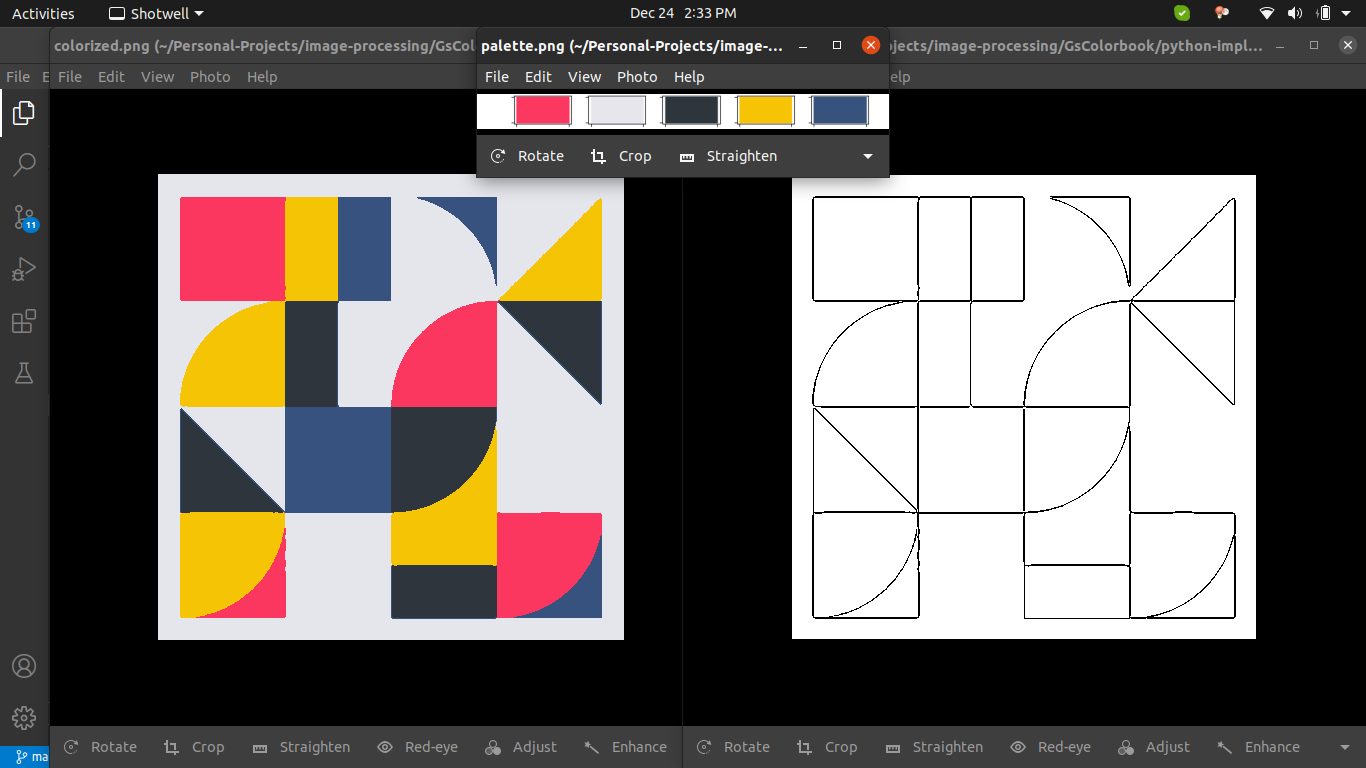 Activities Shotwell Dec 24 2:33 PM
colorized.png (~/Personal-Projects/image-processing/GsCol
palette.png (~/Personal-Projects/image-...
jects/image-processing/GsColorbook/python-impl...
File E
File Edit View Photo Help
File Edit View Photo Help
elp
Rotate Crop Straighten
11
Rotate Crop Straighten Red-eye Adjust Enhance
Rotate Crop Straighten Red-eye Adjust Enhance
ma